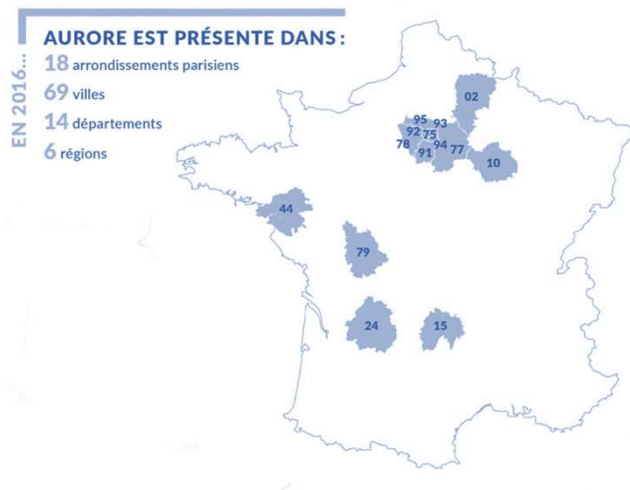 EN 2016...
AURORE EST PRÉSENTE DANS :
18 arrondissements parisiens
69 villes
14 départements
6 régions
02
95 93
92 75
78 94 77
91
10
44
79
24
15